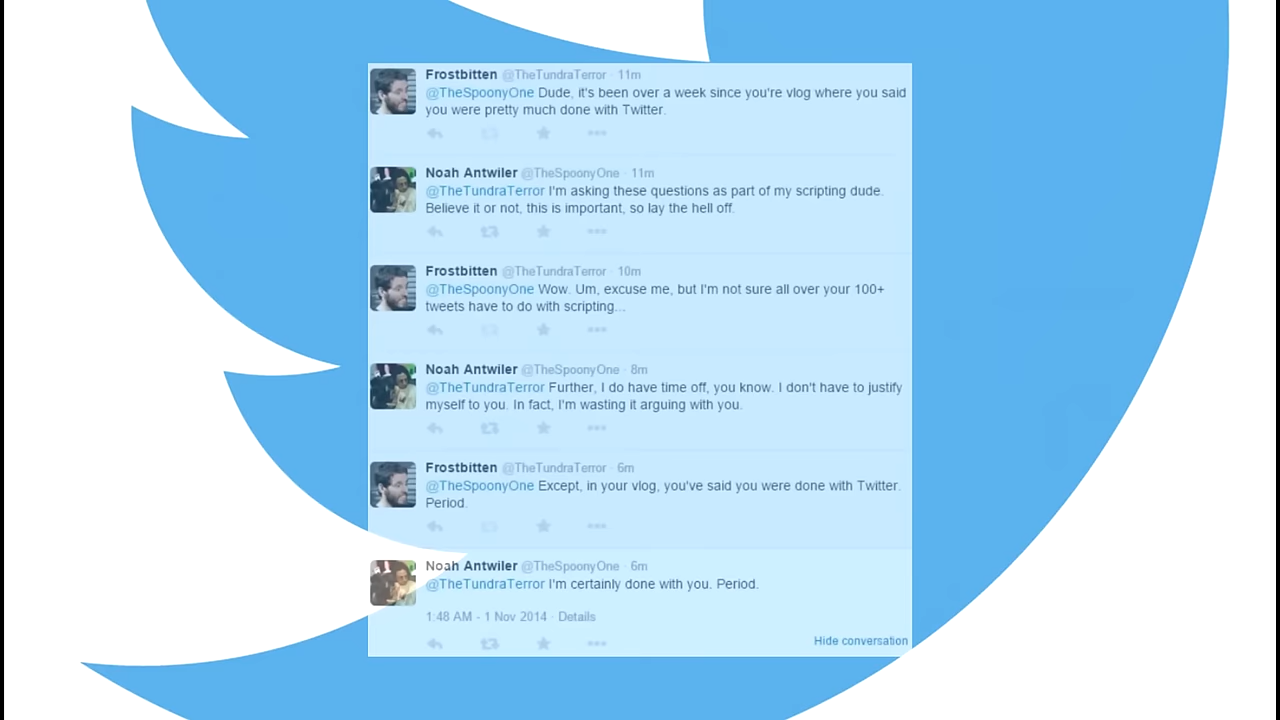 Frostbitten @TheTundraTerror · 11m
@TheSpoonyOne Dude, it's been over a week since you're vlog where you said
you were pretty much done with Twitter.
Noah Antwiler @TheSpoonyOne · 11m
@TheTundraTerror I'm asking these questions as part of my scripting dude.
Believe it or not, this is important, so lay the hell off.
Frostbitten @TheTundraTerror · 10m
@TheSpoonyOne Wow. Um, excuse me, but I'm not sure all over your 100+
tweets have to do with scripting...
Noah Antwiler @TheSpoonyOne · 8m
@TheTundraTerror Further, I do have time off, you know. I don't have to justify
myself to you. In fact, I'm wasting it arguing with you.
Frostbitten @TheTundraTerror · 6m
@TheSpoonyOne Except, in your vlog, you've said you were done with Twitter.
Period.
Noah Antwiler @TheSpoonyOne · 6m
@TheTundraTerror I'm certainly done with you. Period.
1:48 AM - 1 Nov 2014 · Details
Hide conversation